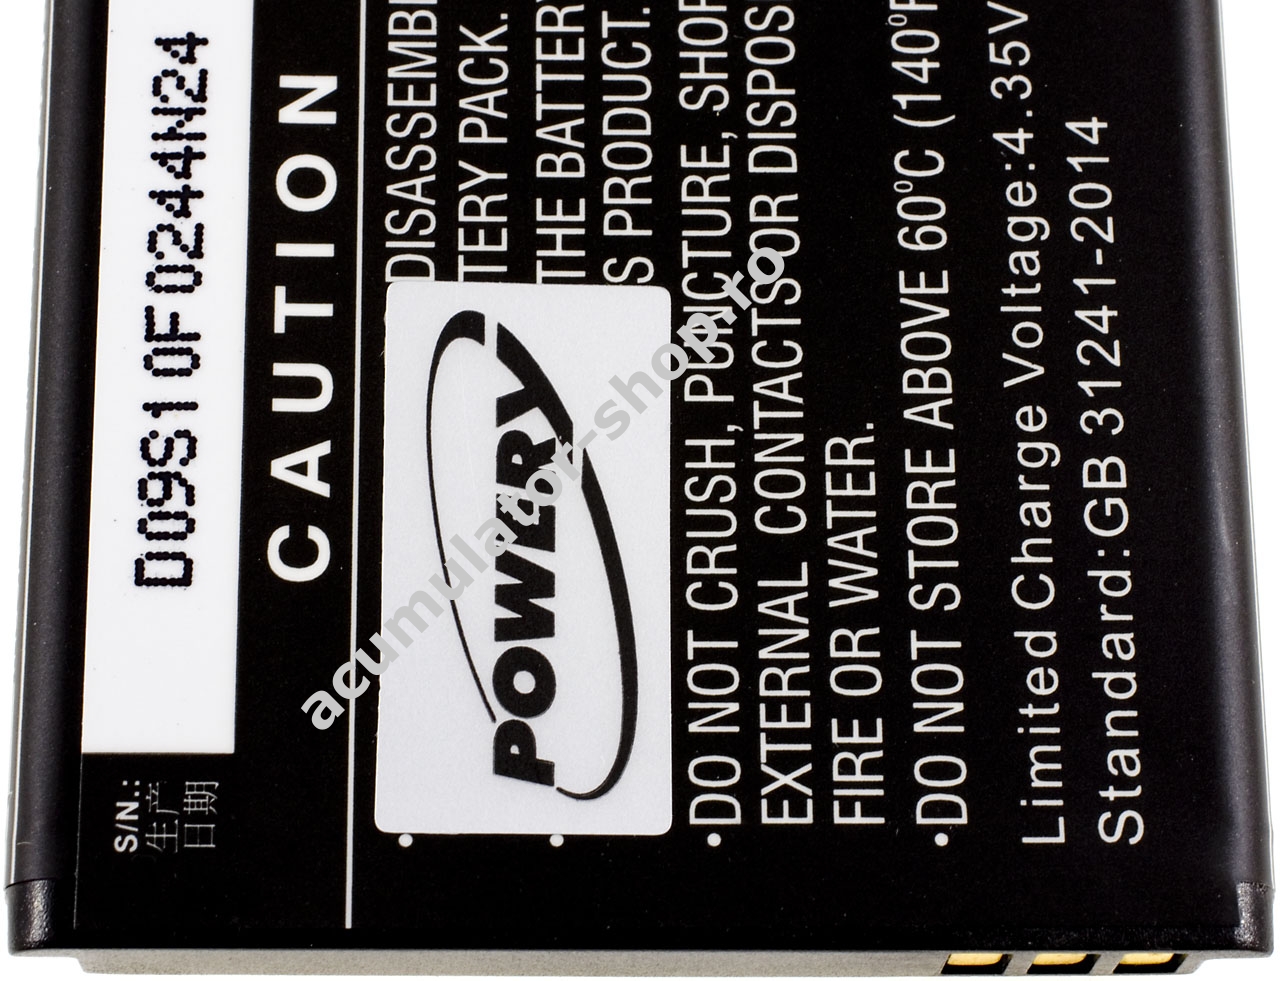 S/N.:
生产
日期
D09S10F0244N24
CAUTION
DISASSEMBL
TERY PACK.
THE BATTERY
S PRODUCT.
POWERY
•DO NOT CRUSH, PUNCTURE, SHOR
EXTERNAL CONTACTS OR DISPOS
FIRE OR WATER.
•DO NOT STORE ABOVE 60°C (140°F
Limited Charge Voltage:4.35V
Standard:GB 31241-2014
acumulator-shop.ro